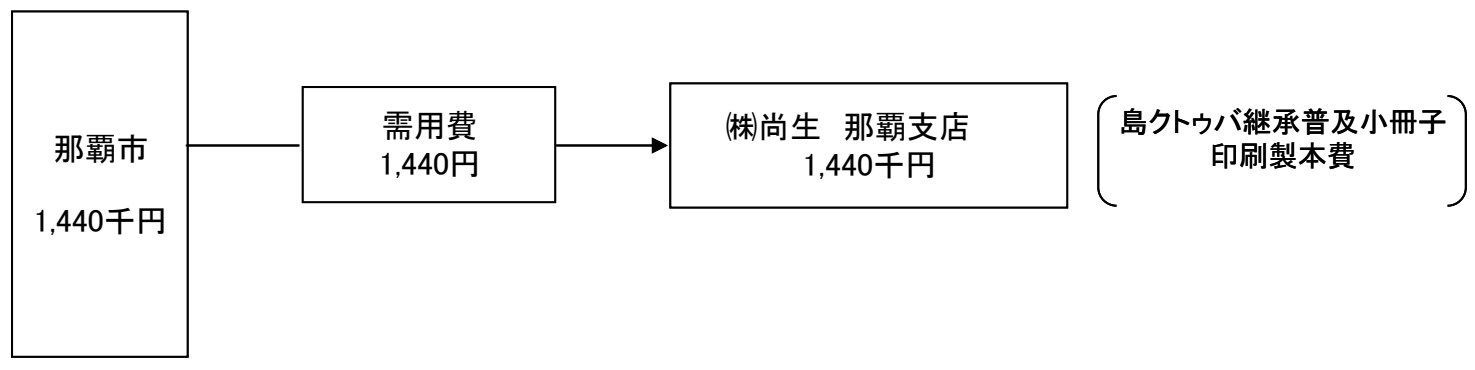 那覇市
1,440千円
需用費
1,440円
㈱尚生　那覇支店
1,440千円
島クトゥバ継承普及小冊子
印刷製本費